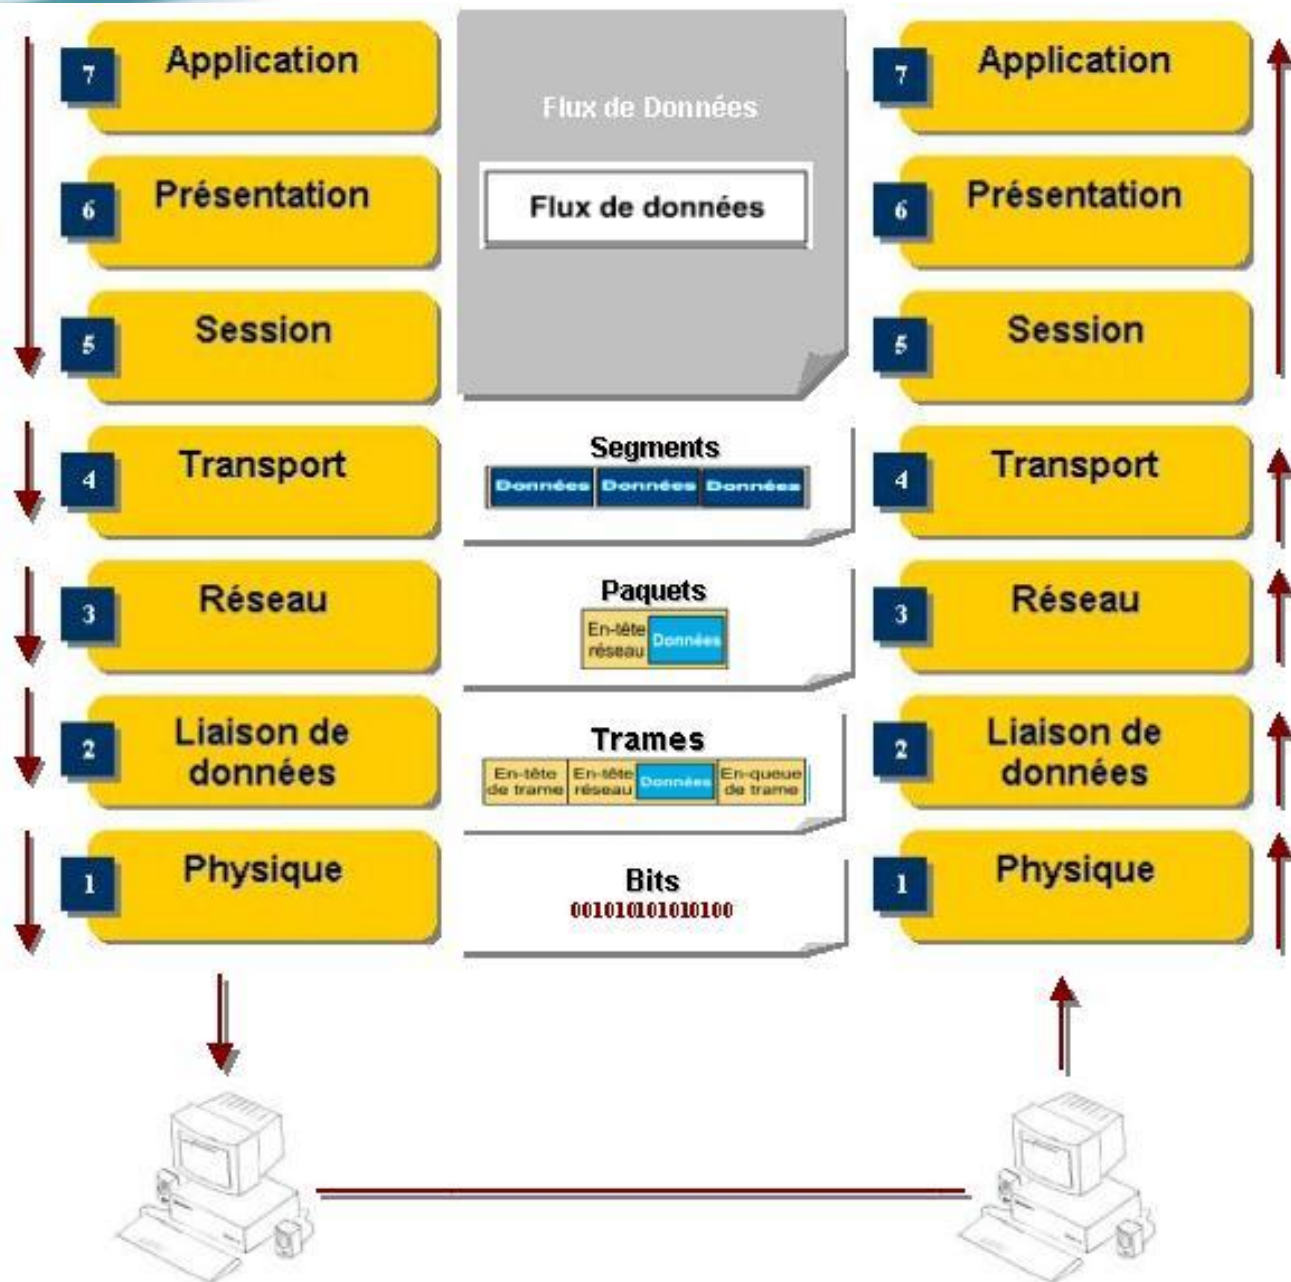 7
Application
6
Présentation
5
Session
4
Transport
3
Réseau
2
Liaison de
données
1
Physique
Flux de Données
Flux de données
Segments
Données Données Données
Paquets
En-tête
réseau
Données
Trames
En-tête
de trame
En-tête
réseau
Données
En-queue
de trame
Bits
001010101010100
7
Application
6
Présentation
5
Session
4
Transport
3
Réseau
2
Liaison de
données
1
Physique